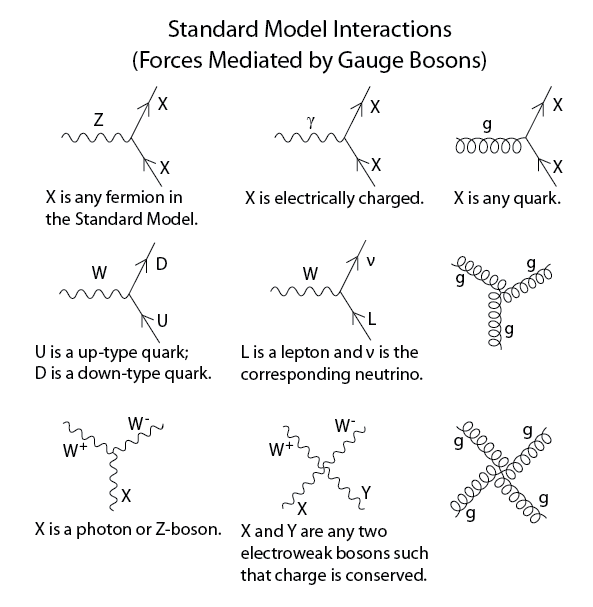 Standard Model Interactions
(Forces Mediated by Gauge Bosons)
Z
X
X
X is any fermion in
the Standard Model.
γ
X
X
X is electrically charged.
g
X
X
X is any quark.
W
D
U
U is a up-type quark;
D is a down-type quark.
W
ν
L
L is a lepton and ν is the
corresponding neutrino.
g
g
g
W+
W-
X
X is a photon or Z-boson.
W+
W-
X
Y
X and Y are any two
electroweak bosons such
that charge is conserved.
g
g
g
g